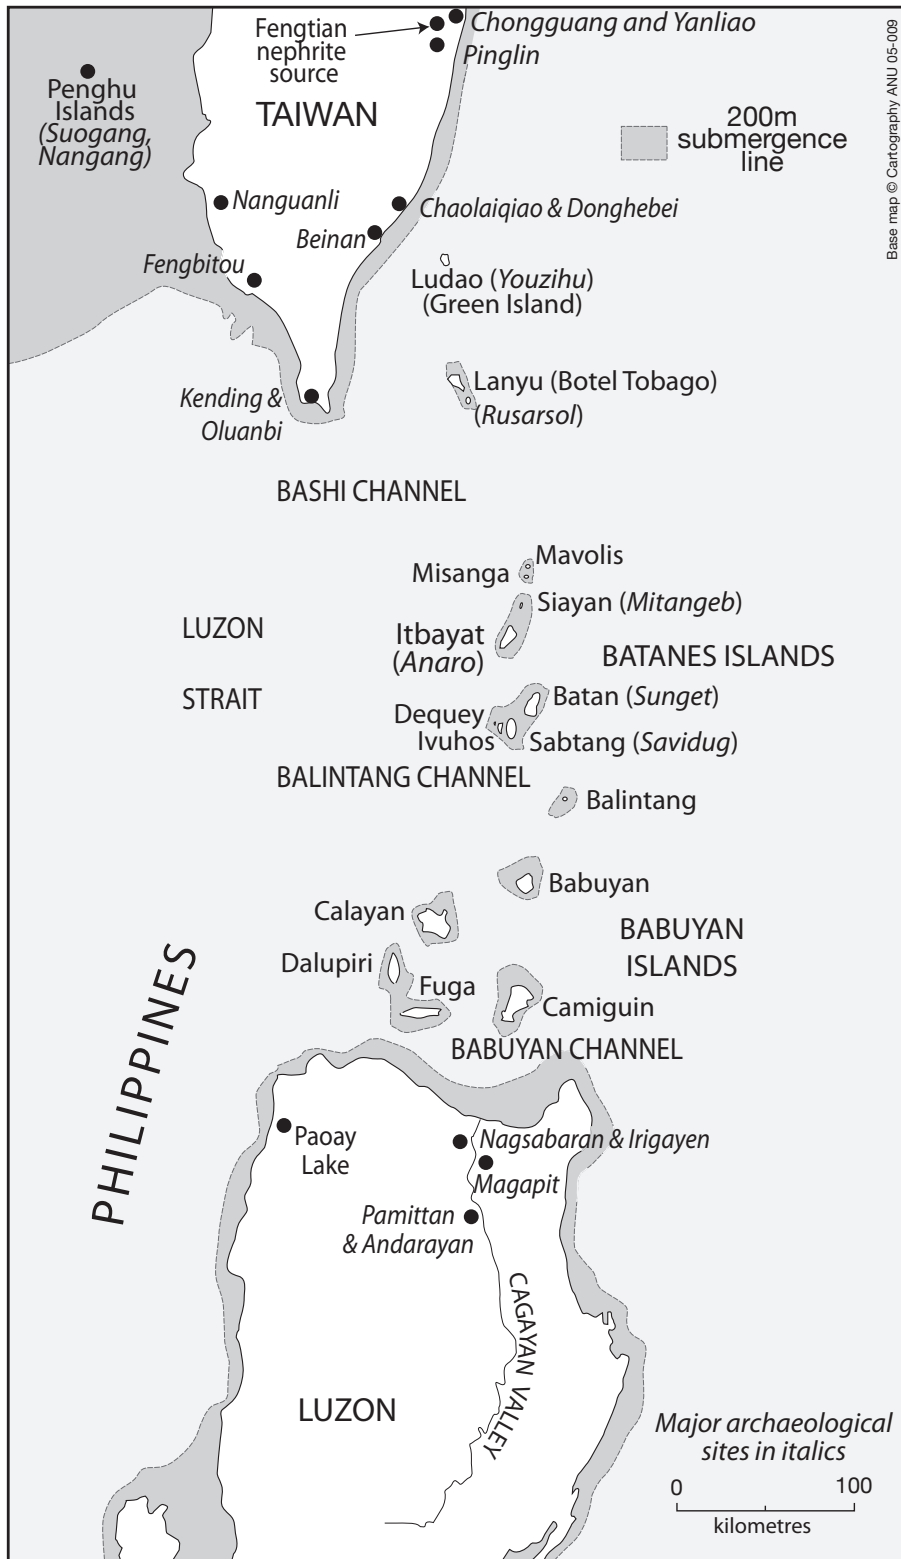 Fengtian
nephrite
source
Chongguang and Yanliao
Pinglin
Penghu
Islands
(Suogang,
Nangang)
TAIWAN
200m
submergence
line
Base map © Cartography ANU 05-009
Nanguanli
Chaolaiqiao & Donghebei
Beinan
Fengbitou
Ludao (Youzihu)
(Green Island)
Lanyu (Botel Tobago)
(Rusarsol)
Kending &
Oluanbi
BASHI CHANNEL
Mavolis
Misanga
Siayan (Mitangeb)
LUZON
STRAIT
Itbayat
(Anaro)
BATANES ISLANDS
Batan (Sunget)
Dequey
Ivuhos
Sabtang (Savidug)
BALINTANG CHANNEL
Balintang
Babuyan
Calayan
BABUYAN
ISLANDS
Dalupiri
Fuga
Camiguin
BABUYAN CHANNEL
PHILIPPINES
Paoay
Lake
Nagsabaran & Irigayen
Magapit
Pamittan
& Andarayan
CAGAYAN VALLEY
LUZON
Major archaeological
sites in italics
0 100
kilometres